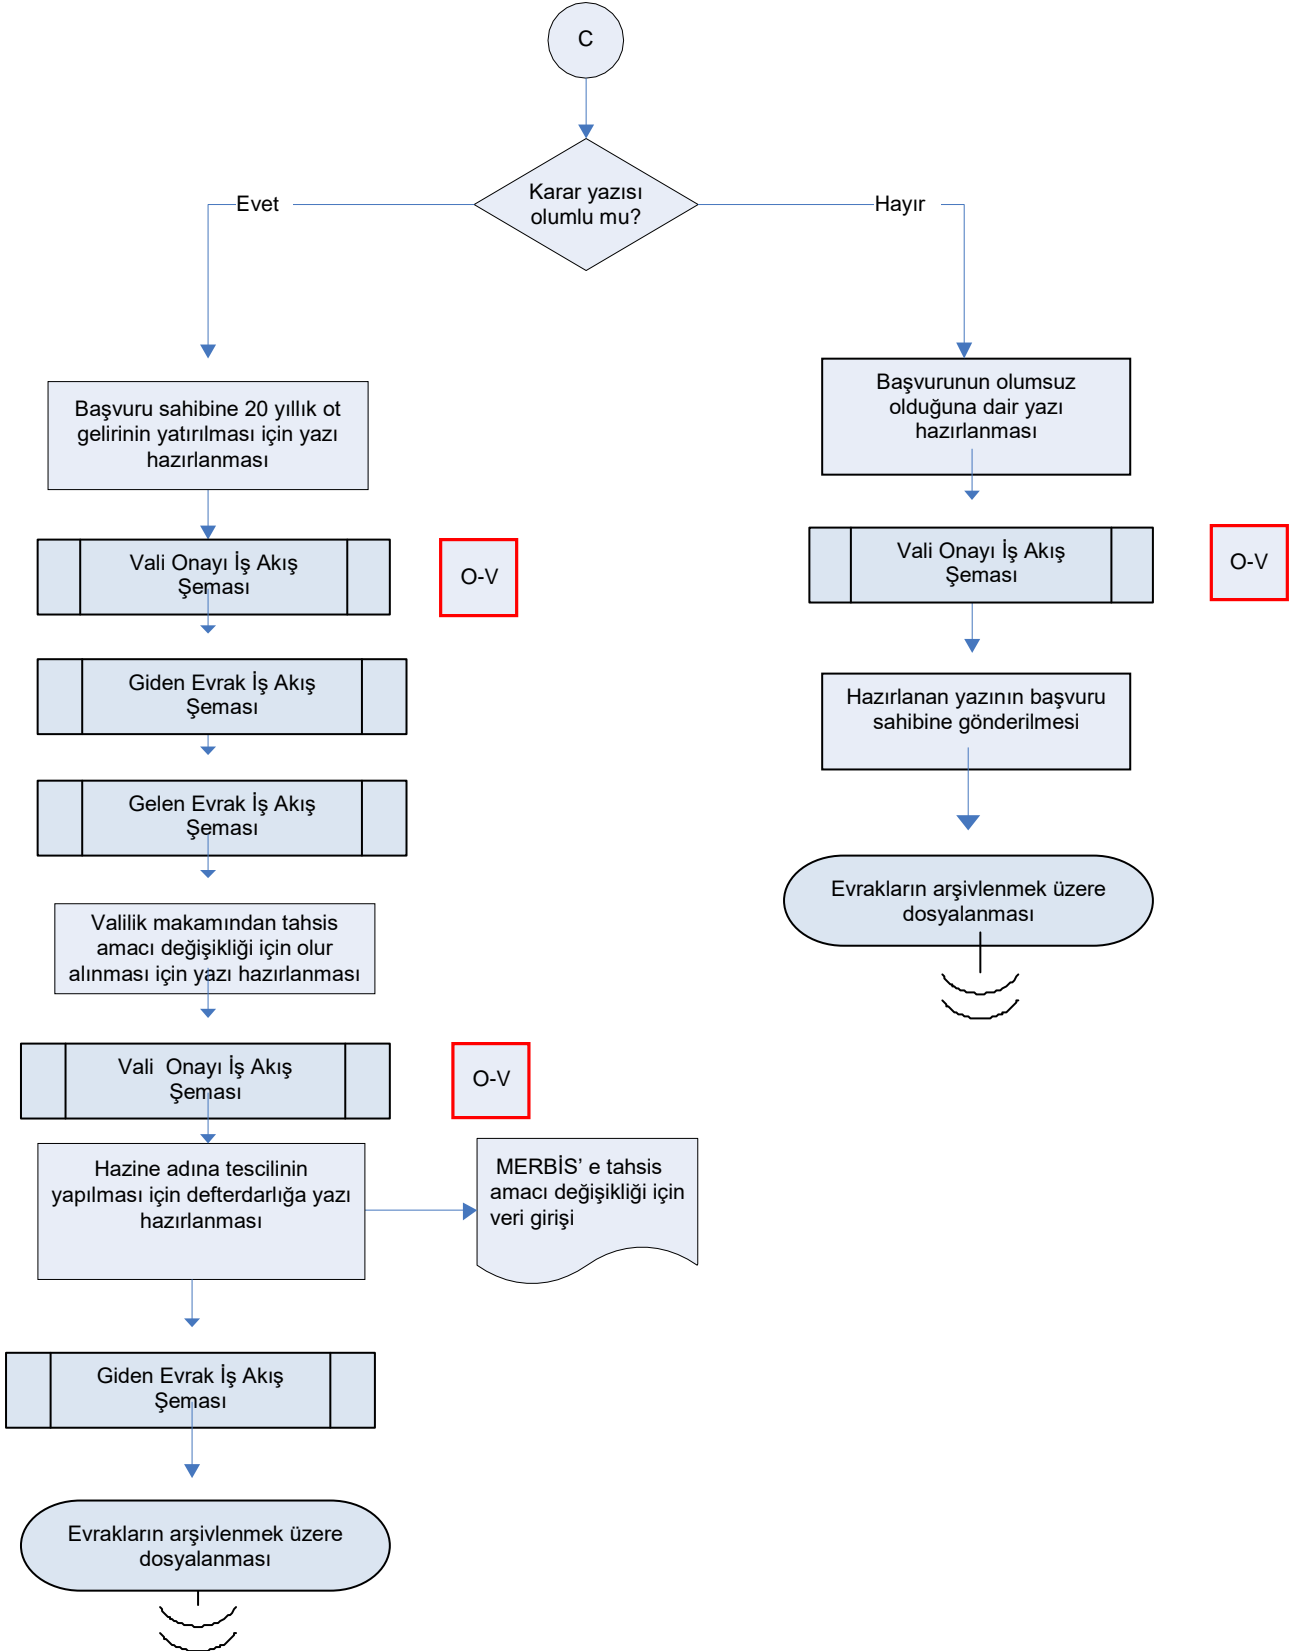 C
Karar yazısı
olumlu mu?
Evet
Hayır
Başvuru sahibine 20 yıllık ot
gelirinin yatırılması için yazı
hazırlanması
Vali Onayı İş Akış
Şeması
O-V
Giden Evrak İş Akış
Şeması
Gelen Evrak İş Akış
Şeması
Valilik makamından tahsis
amacı değişikliği için olur
alınması için yazı hazırlanması
Vali  Onayı İş Akış
Şeması
O-V
Hazine adına tescilinin
yapılması için defterdarlığa yazı
hazırlanması
MERBİS’ e tahsis
amacı değişikliği için
veri girişi
Giden Evrak İş Akış
Şeması
Evrakların arşivlenmek üzere
dosyalanması
Başvurunun olumsuz
olduğuna dair yazı
hazırlanması
Vali Onayı İş Akış
Şeması
O-V
Hazırlanan yazının başvuru
sahibine gönderilmesi
Evrakların arşivlenmek üzere
dosyalanması